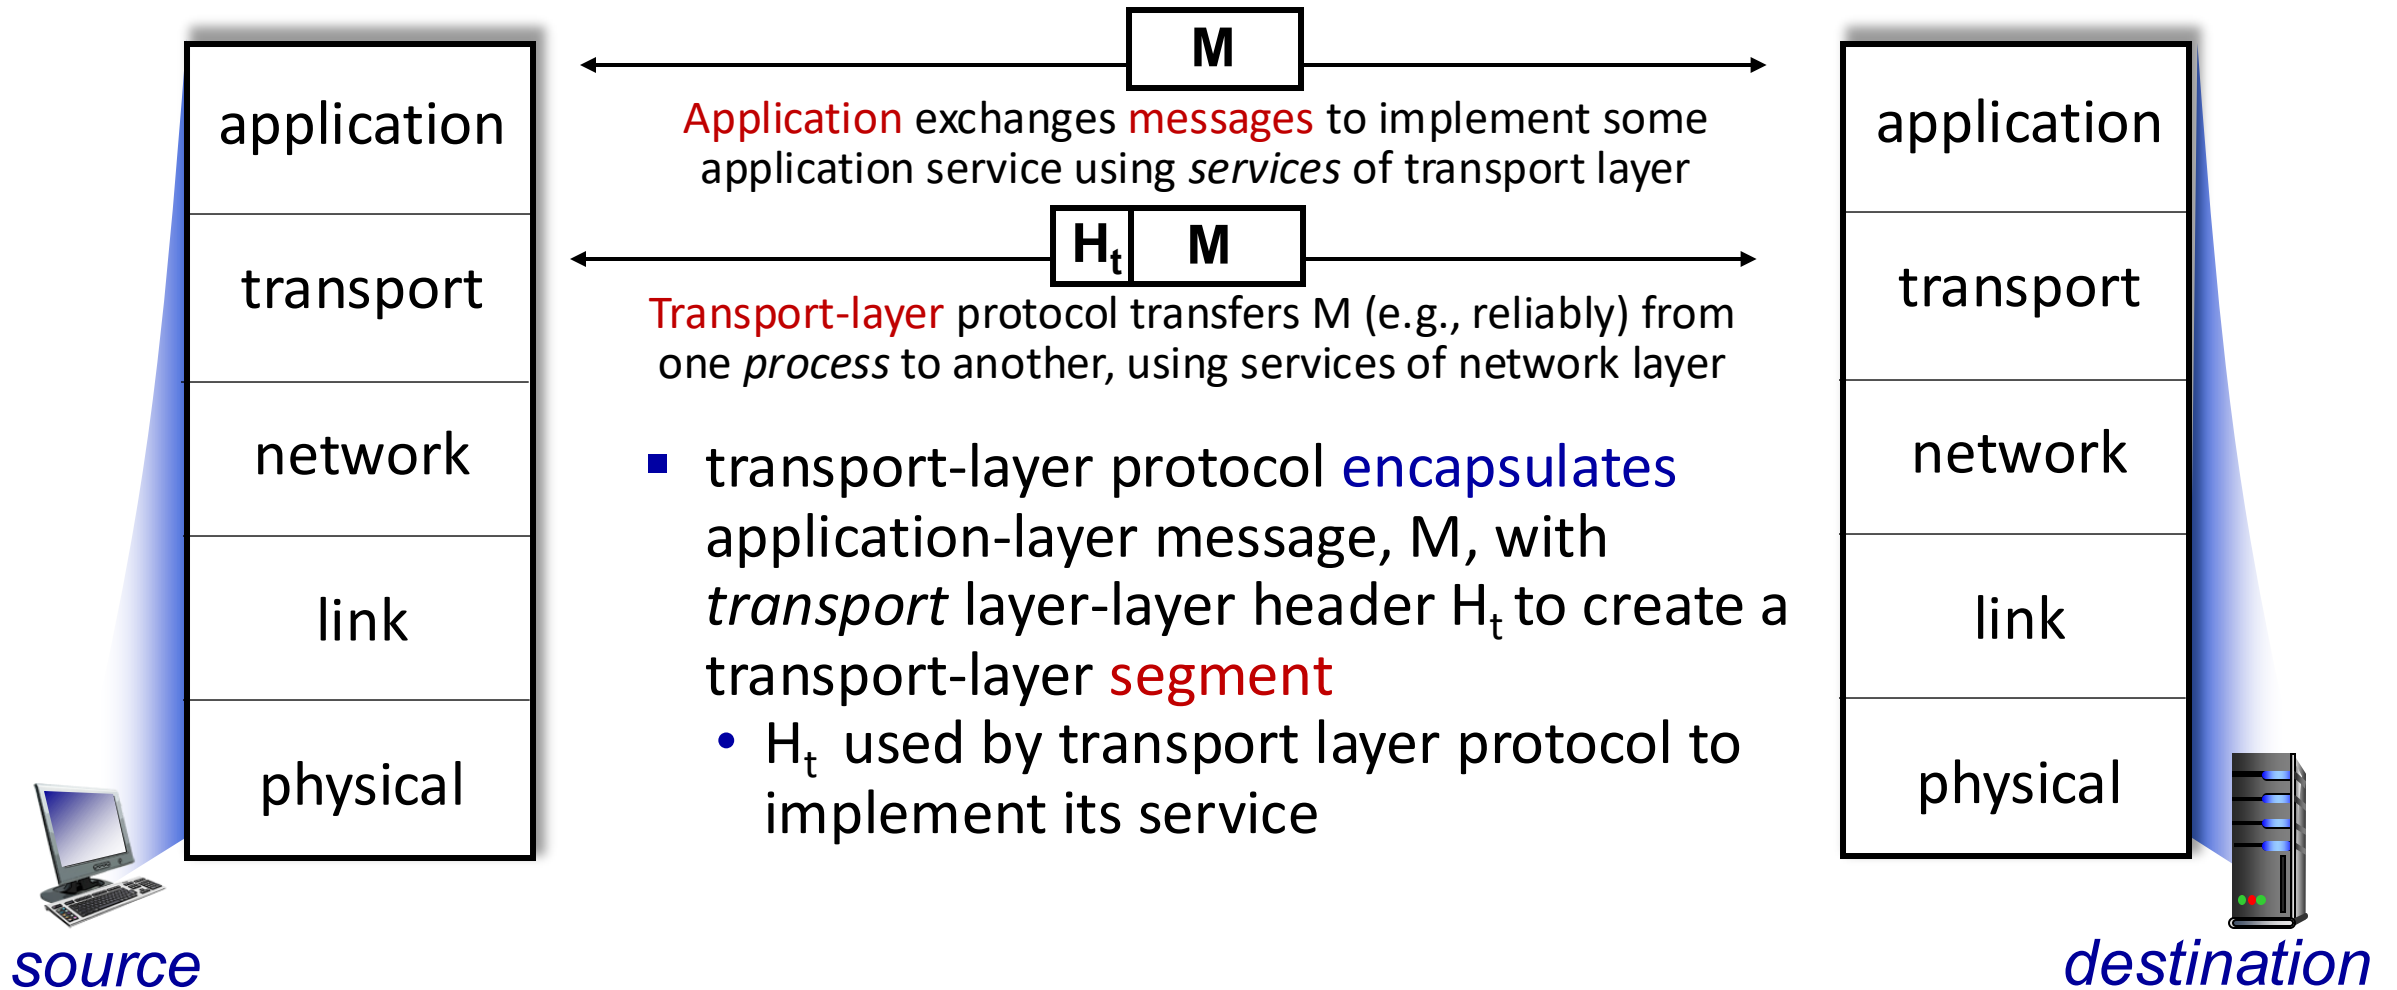 application
transport
network
link
physical
source
M
Application exchanges messages to implement some
application service using services of transport layer
Ht M
Transport-layer protocol transfers M (e.g., reliably) from
one process to another, using services of network layer
▪ transport-layer protocol encapsulates
application-layer message, M, with
transport layer-layer header Ht to create a
transport-layer segment
• Ht used by transport layer protocol to
implement its service
application
transport
network
link
physical
destination